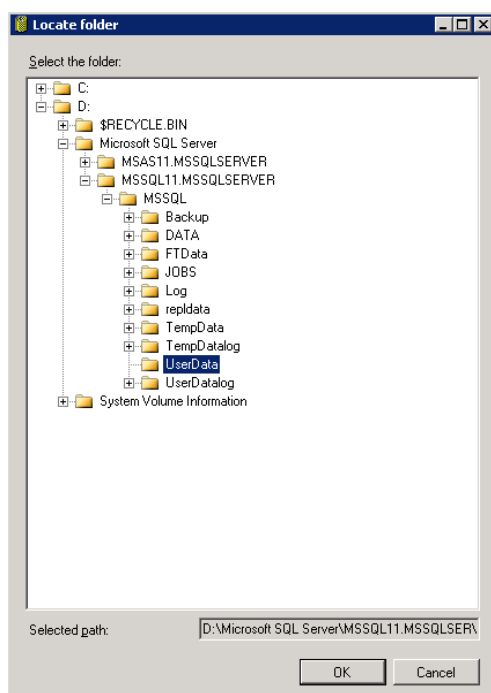 Locate folder
Select the folder:
C:
D:
$RECYCLE.BIN
Microsoft SQL Server
MSAS11.MSSQLSERVER
MSSQL11.MSSQLSERVER
MSSQL
Backup
DATA
FTData
JOBS
Log
repldata
TempData
TempDatalog
UserData
UserDatalog
System Volume Information
Selected path: D:\Microsoft SQL Server\MSSQL11.MSSQLSER\
OK Cancel